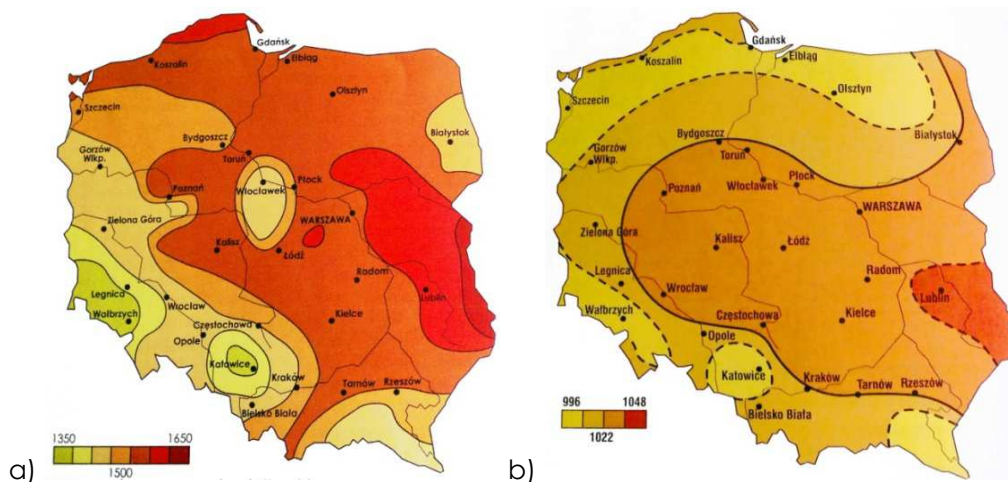 Gdańsk
Koszalin
Elbląg
Olsztyn
Szczecin
Bydgoszcz
Białystok
Gorzów
Wlkp.
Toruń
Włocławek
Płock
Poznań
WARSZAWA
Zielona Góra
Kalisz
Łódź
Radom
Legnica
Lublin
Wrocław
Wałbrzych
Częstochowa
Kielce
Opole
Katowice
Kraków
Tarnów
Rzeszów
Bielsko Biała
1350
1650
1500
a)
Gdańsk
Koszalin
Elbląg
Olsztyn
Szczecin
Bydgoszcz
Białystok
Gorzów
Wlkp.
Toruń
Włocławek
Płock
Poznań
WARSZAWA
Zielona Góra
Kalisz
Łódź
Radom
Legnica
Lublin
Wrocław
Wałbrzych
Częstochowa
Kielce
Opole
Katowice
Kraków
Tarnów
Rzeszów
Bielsko Biała
996
1048
1022
b)